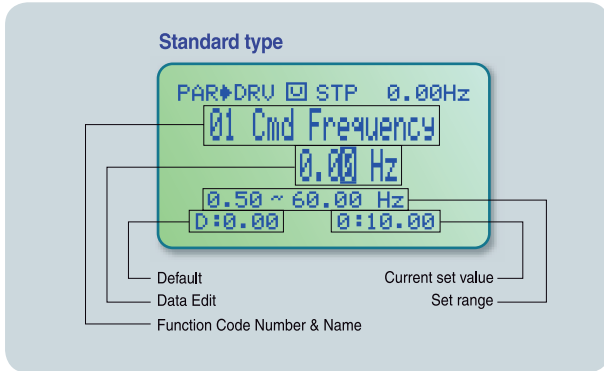 Standard type
PAR➧DRV U STP 0.00Hz
01 Cmd Frequency
0.00 Hz
0.50 ~ 60.00 Hz
D:0.00 0:10.00
Default Current set value
Data Edit Set range
Function Code Number & Name